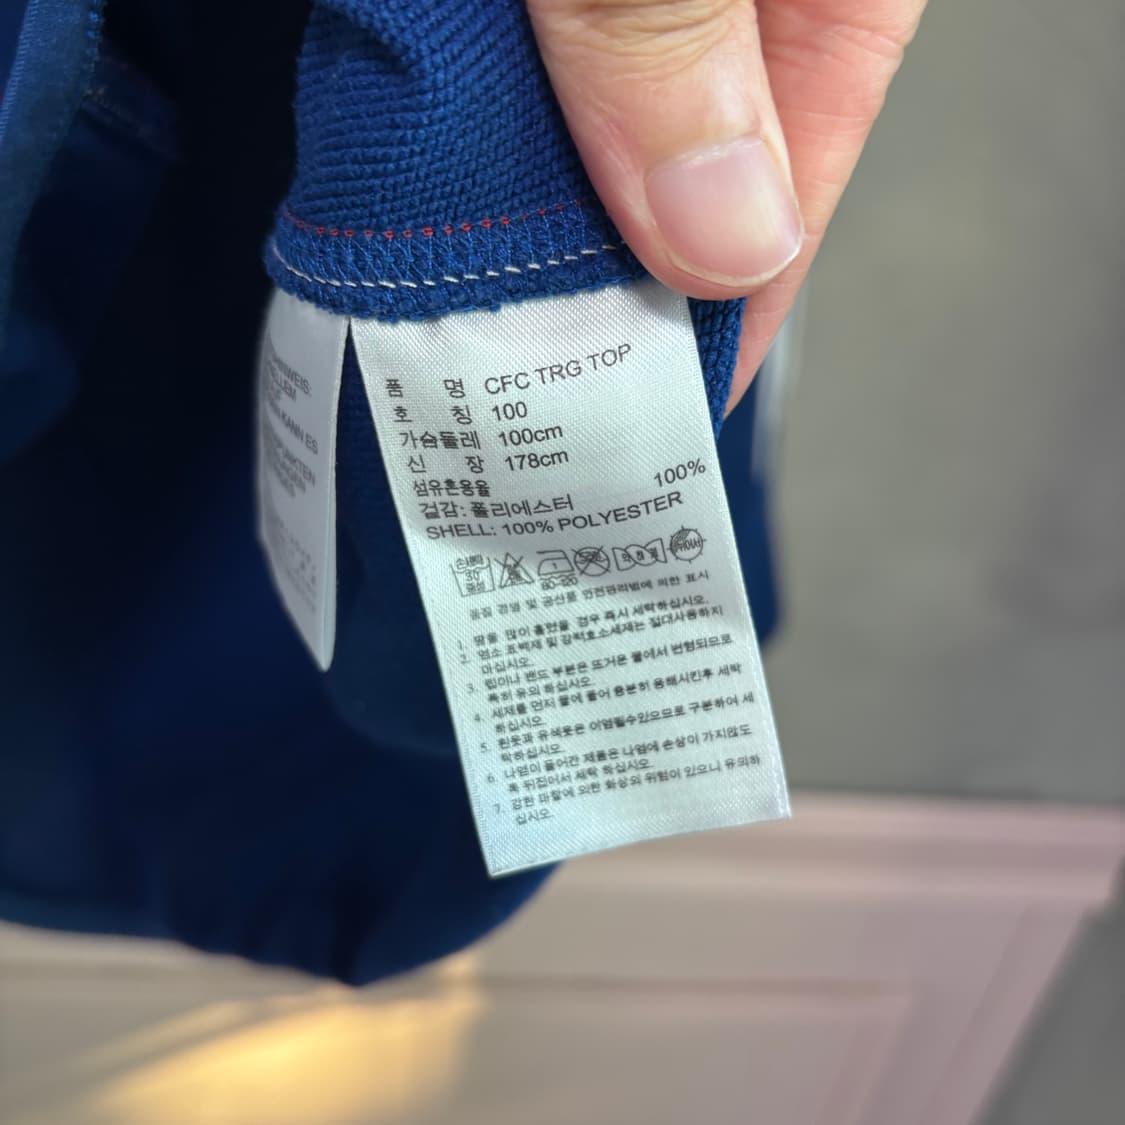 품 명 CFC TRG TOP
호 칭 100
가슴둘레 100cm
신 장 178cm
섬유혼용율
겉감: 폴리에스터 100%
SHELL: 100% POLYESTER
손세탁
30
중성
1
80~120
품질 경영 및 공산품 안전관리법에 의한 표시
1. 땀을 많이 흘렸을 경우 즉시 세탁하십시오.
2. 염소 표백제 및 강력효소세제는 절대사용하지
마십시오.
3. 립이나 밴드 부분은 뜨거운 물에서 변형되므로
특히 유의 하십시오.
4. 세제를 먼저 물에 풀어 충분히 용해시킨후 세탁
하십시오.
5. 흰옷과 유색옷은 이염될수있으므로 구분하여 세
탁하십시오.
6. 나염이 들어간 제품은 나염에 손상이 가지않도
록 뒤집어서 세탁 하십시오.
7. 강한 마찰에 의한 화상의 위험이 있으니 유의하
십시오.
KANN ES